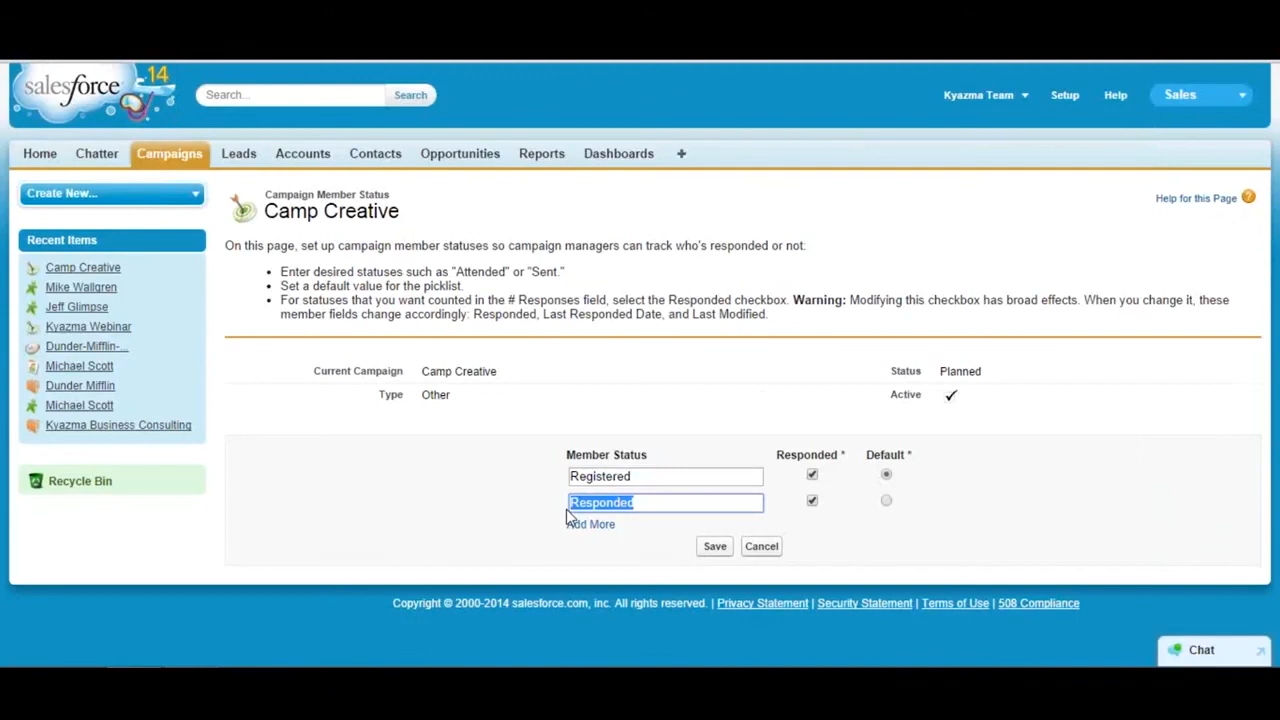 salesforce 14
Search...
Search
Kyazma Team
Setup
Help
Sales
Home
Chatter
Campaigns
Leads
Accounts
Contacts
Opportunities
Reports
Dashboards
+
Create New...
Recent Items
Camp Creative
Mike Wallgren
Jeff Glimpse
Kyazma Webinar
Dunder-Mifflin-...
Michael Scott
Dunder Mifflin
Michael Scott
Kyazma Business Consulting
Recycle Bin
Campaign Member Status
Camp Creative
Help for this Page ?
On this page, set up campaign member statuses so campaign managers can track who's responded or not:
• Enter desired statuses such as "Attended" or "Sent."
• Set a default value for the picklist.
• For statuses that you want counted in the # Responses field, select the Responded checkbox. Warning: Modifying this checkbox has broad effects. When you change it, these
member fields change accordingly: Responded, Last Responded Date, and Last Modified.
Current Campaign Camp Creative Status Planned
Type Other Active ✓
Member Status Responded * Default *
Registered
Responded
Add More
Save Cancel
Copyright © 2000-2014 salesforce.com, inc. All rights reserved. | Privacy Statement | Security Statement | Terms of Use | 508 Compliance
Chat